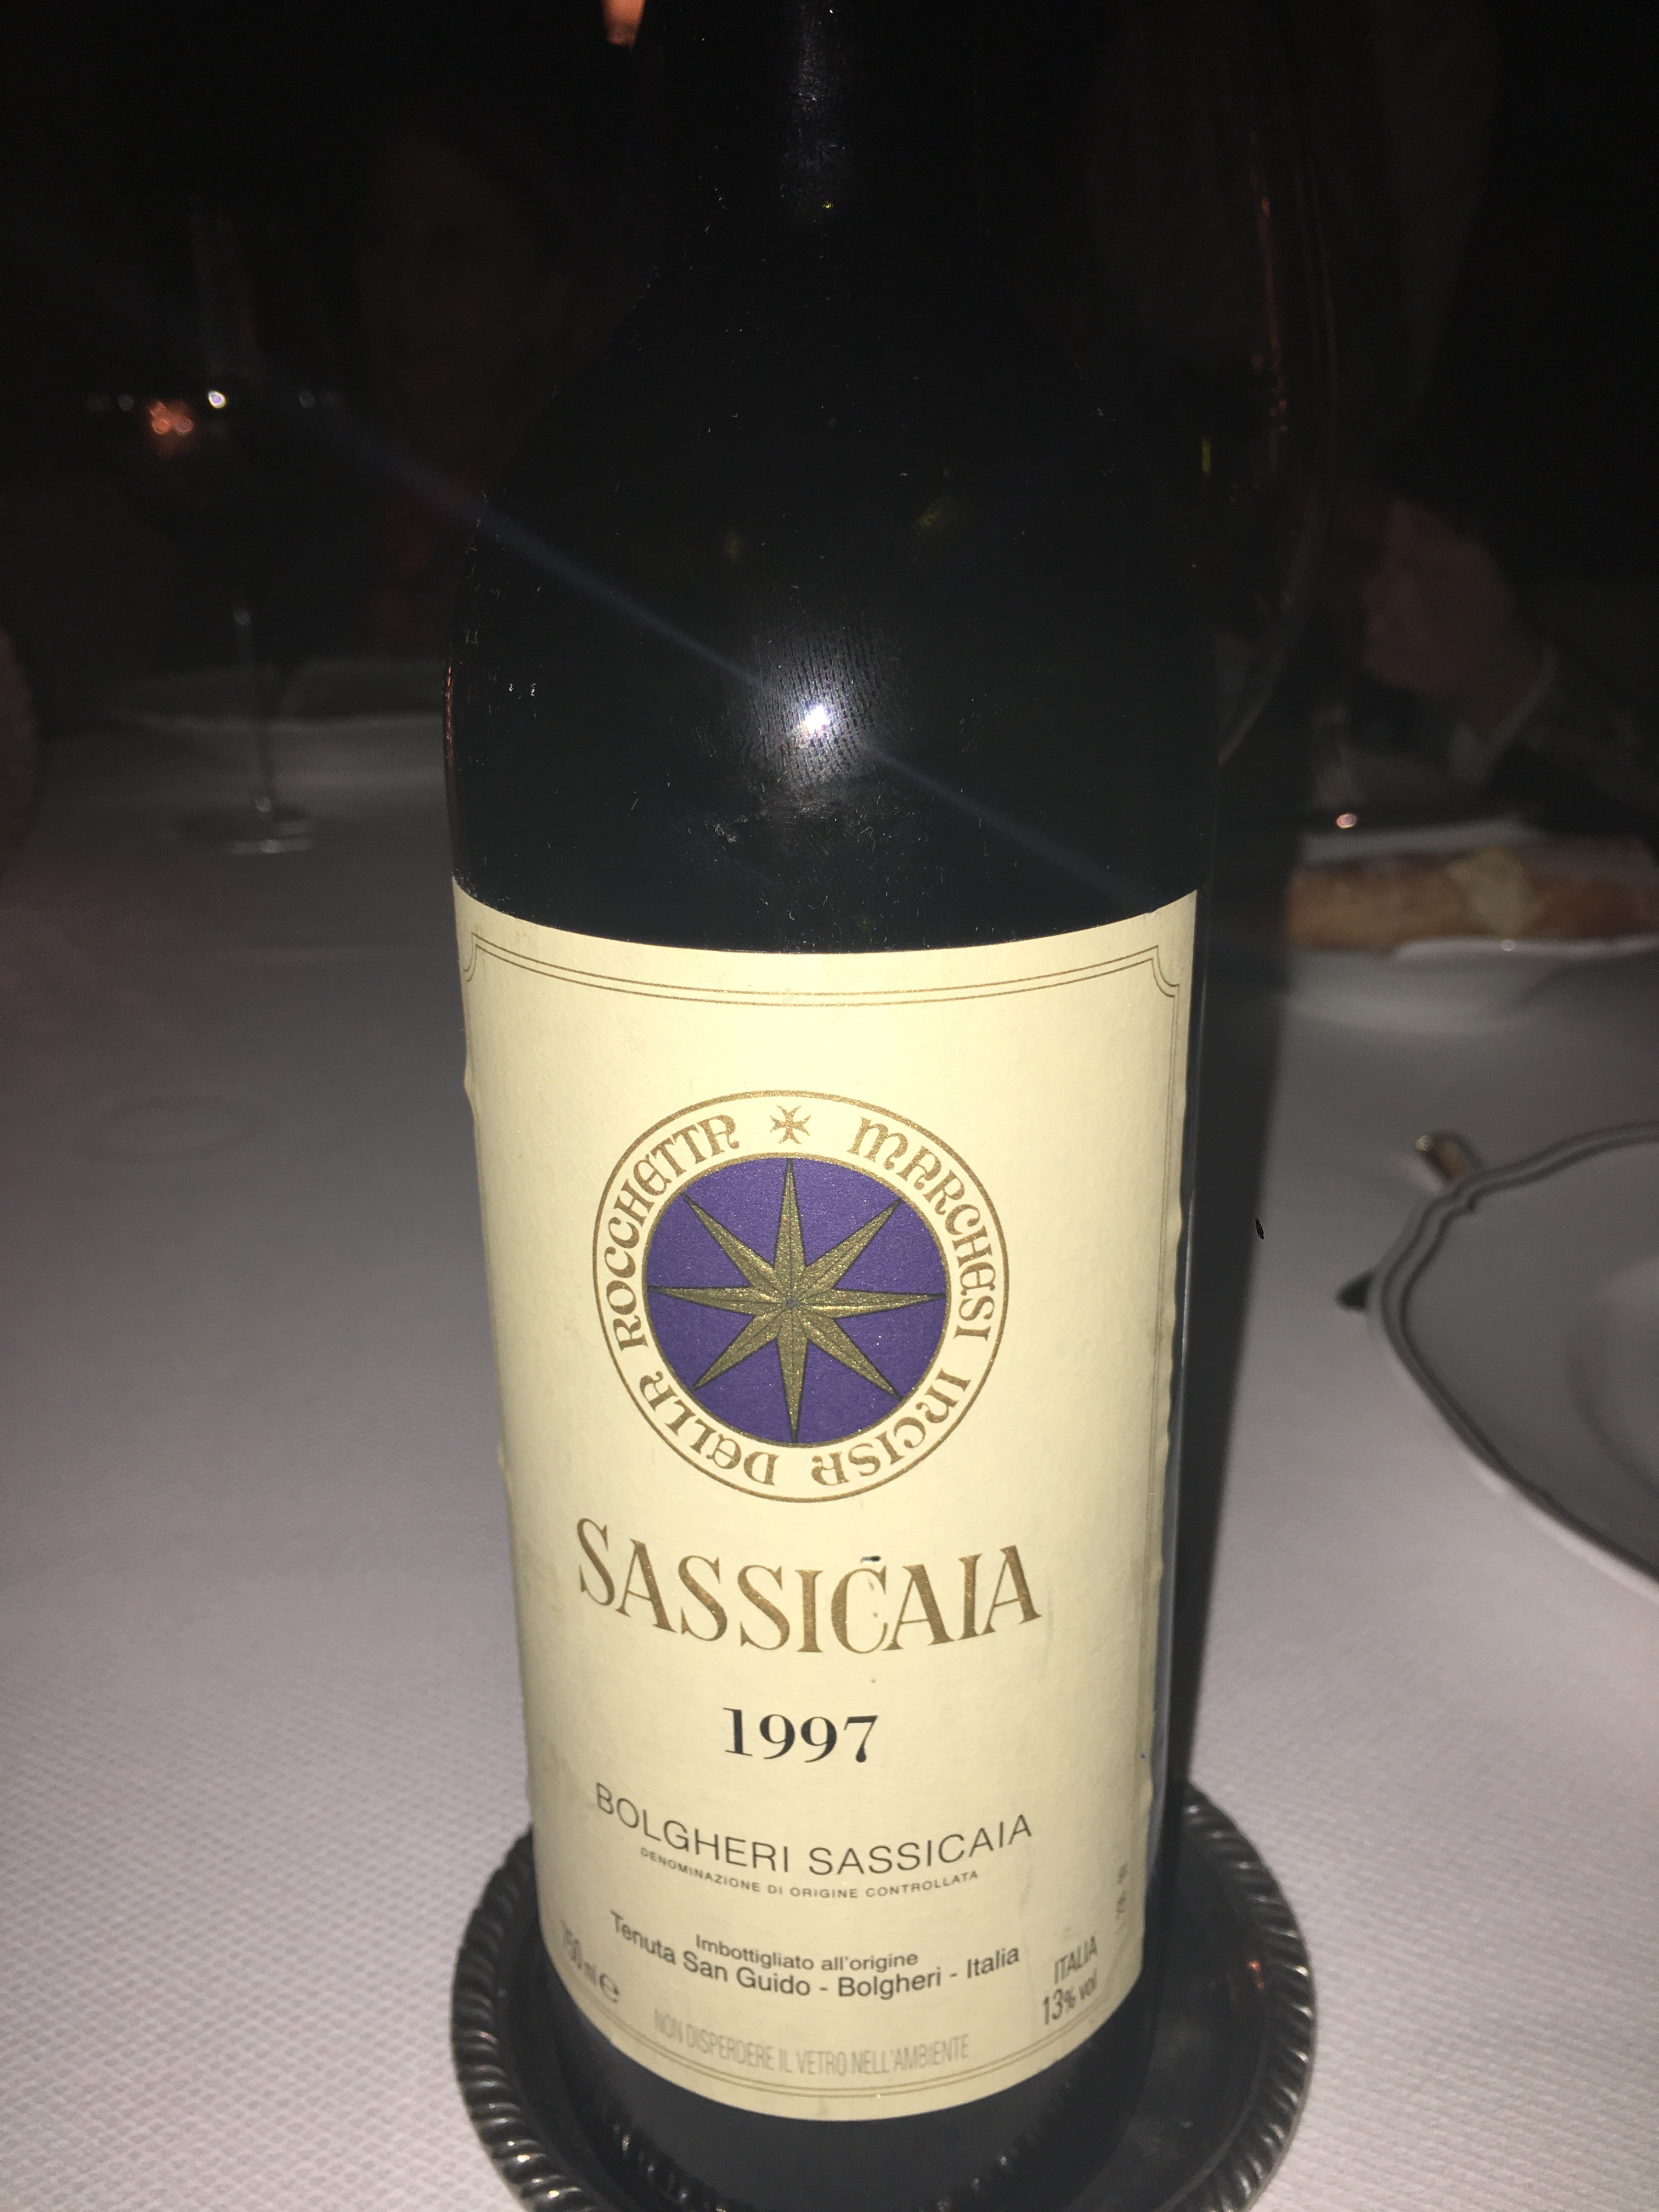 MARCHESI INCISA DELLA ROCCHETTA
SASSICAIA
1997
BOLGHERI SASSICAIA
DENOMINAZIONE DI ORIGINE CONTROLLATA
Imbottigliato all'origine
Tenuta San Guido - Bolgheri - Italia
750 ml e
ITALIA
13% vol
NON DISPERDERE IL VETRO NELL'AMBIENTE